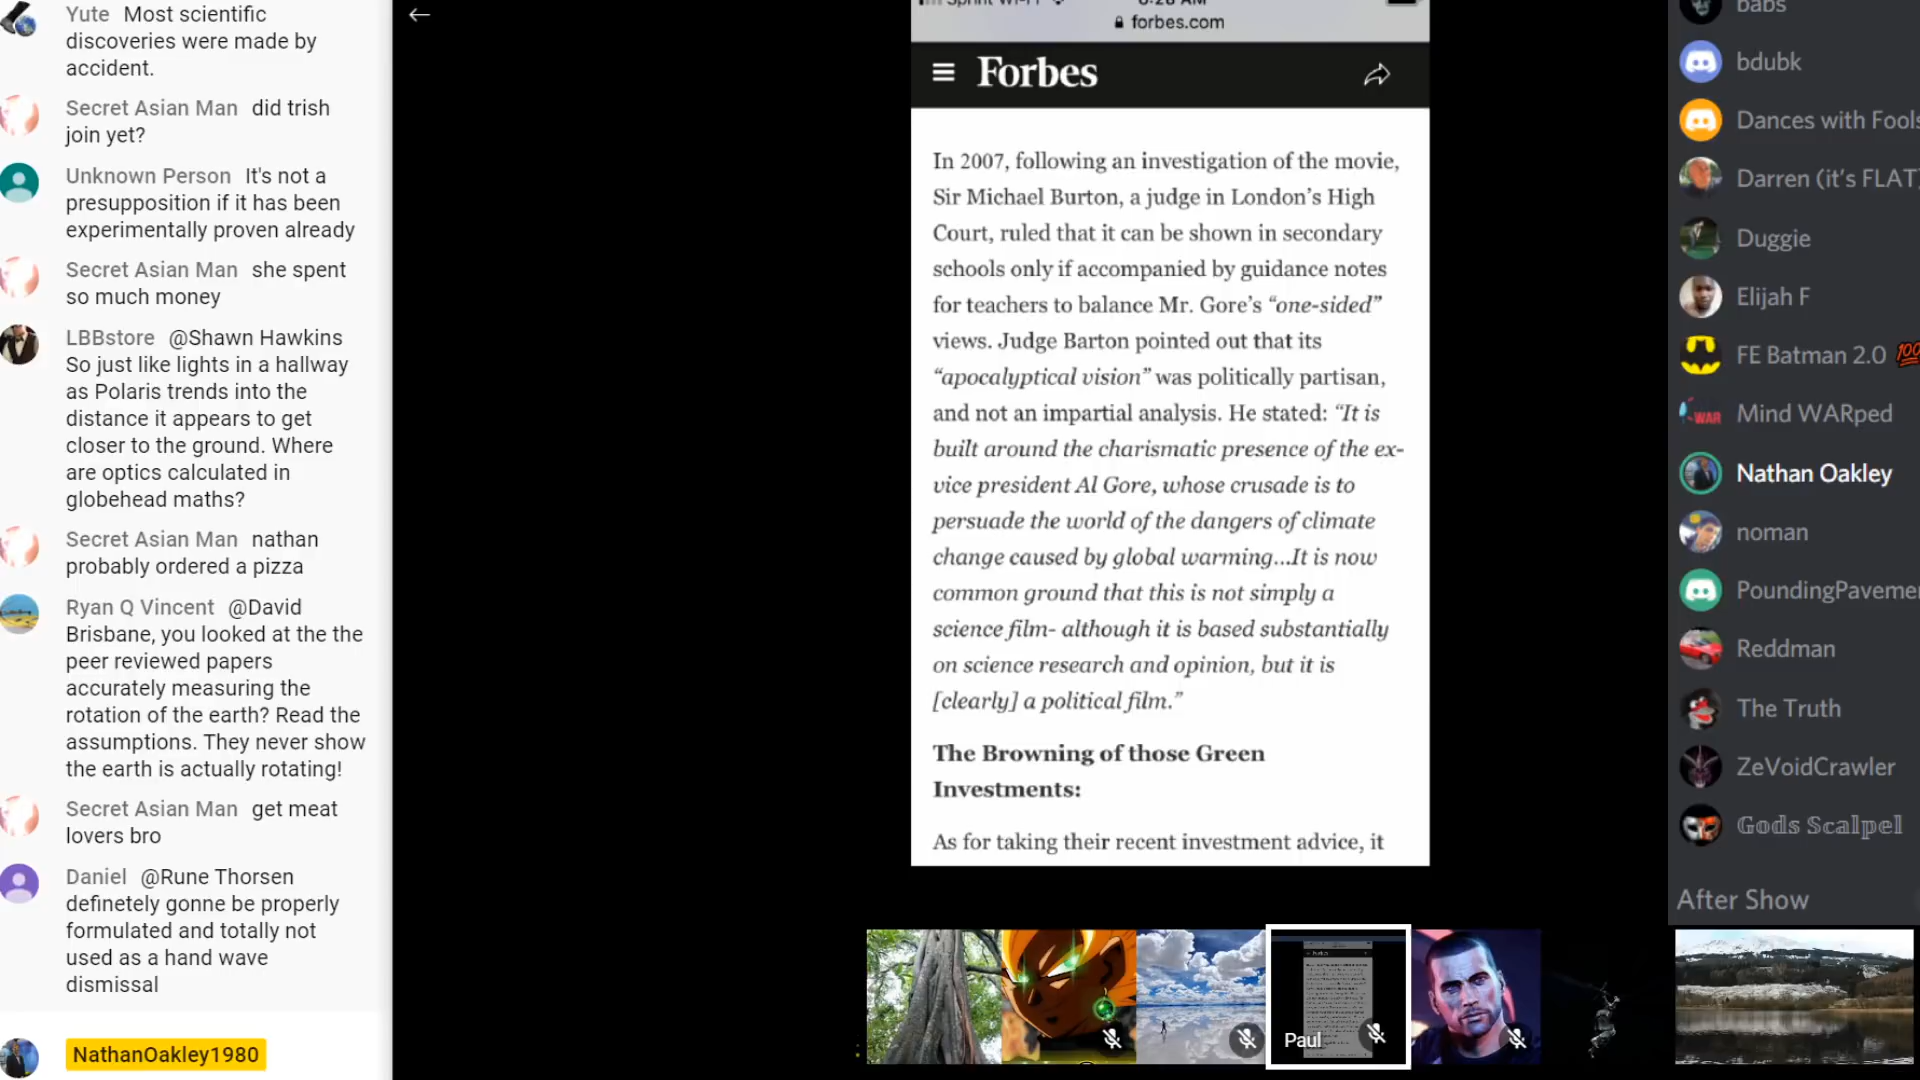 Yute Most scientific
discoveries were made by
accident.
Secret Asian Man did trish
join yet?
Unknown Person It's not a
presupposition if it has been
experimentally proven already
Secret Asian Man she spent
so much money
LBBstore @Shawn Hawkins
So just like lights in a hallway
as Polaris trends into the
distance it appears to get
closer to the ground. Where
are optics calculated in
globehead maths?
Secret Asian Man nathan
probably ordered a pizza
Ryan Q Vincent @David
Brisbane, you looked at the the
peer reviewed papers
accurately measuring the
rotation of the earth? Read the
assumptions. They never show
the earth is actually rotating!
Secret Asian Man get meat
lovers bro
Daniel @Rune Thorsen
definetely gonne be properly
formulated and totally not
used as a hand wave
dismissal
NathanOakley1980
Sprint Wi-Fi 8:28 AM
forbes.com
Forbes
In 2007, following an investigation of the movie,
Sir Michael Burton, a judge in London's High
Court, ruled that it can be shown in secondary
schools only if accompanied by guidance notes
for teachers to balance Mr. Gore's "one-sided"
views. Judge Barton pointed out that its
"apocalyptical vision" was politically partisan,
and not an impartial analysis. He stated: "It is
built around the charismatic presence of the ex-
vice president Al Gore, whose crusade is to
persuade the world of the dangers of climate
change caused by global warming...It is now
common ground that this is not simply a
science film- although it is based substantially
on science research and opinion, but it is
[clearly] a political film."
The Browning of those Green
Investments:
As for taking their recent investment advice, it
Paul
babs
bdubk
Dances with Fools
Darren (it's FLAT)
Duggie
Elijah F
FE Batman 2.0 100
Mind WARped
WAR
Nathan Oakley
noman
PoundingPaveme
Reddman
The Truth
ZeVoidCrawler
Gods Scalpel
After Show